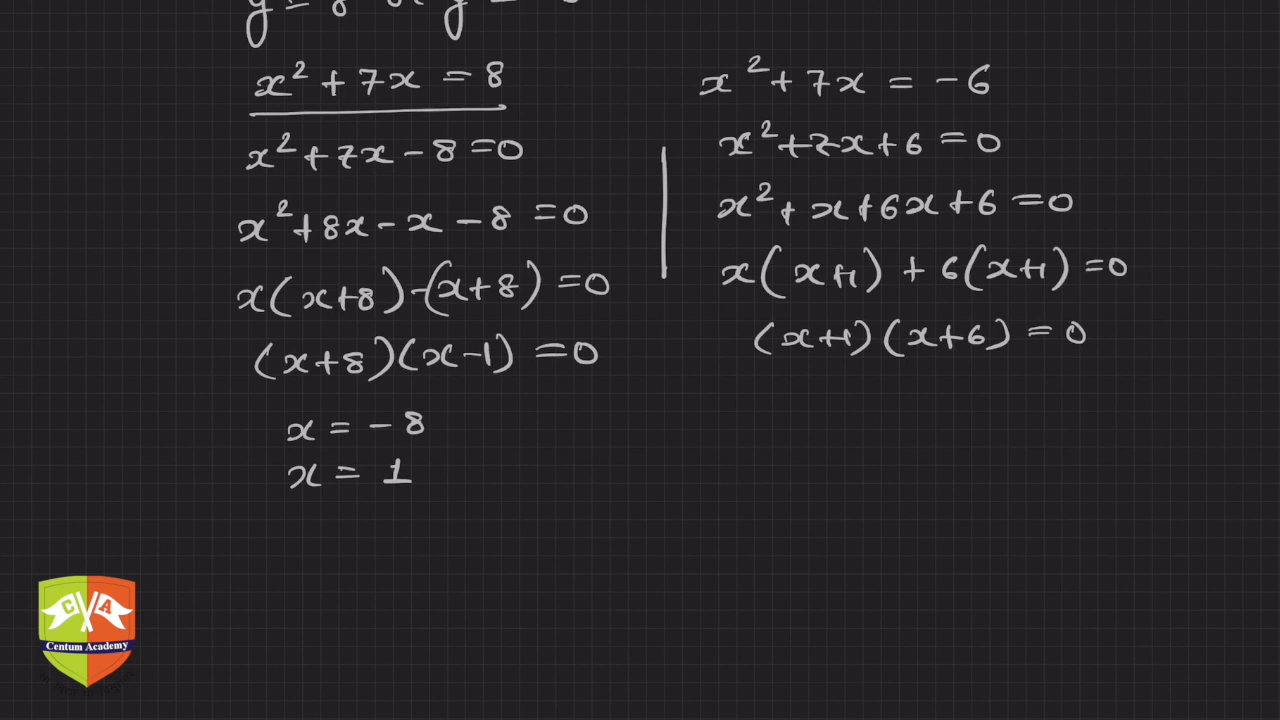 x² + 7x = 8
x² + 7x - 8 = 0
x² + 8x - x - 8 = 0
x(x+8) - (x+8) = 0
(x+8)(x-1) = 0
x = -8
x = 1
x² + 7x = -6
x² + 7x + 6 = 0
x² + x + 6x + 6 = 0
x(x+1) + 6(x+1) = 0
(x+1)(x+6) = 0
C A
Centum Academy